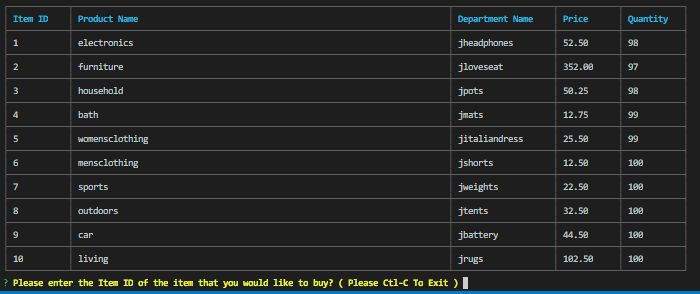 Item ID Product Name Department Name Price Quantity
1 electronics jheadphones 52.50 98
2 furniture jloveseat 352.00 97
3 household jpots 50.25 98
4 bath jmats 12.75 99
5 womensclothing jitaliandress 25.50 99
6 mensclothing jshorts 12.50 100
7 sports jweights 22.50 100
8 outdoors jtents 32.50 100
9 car jbattery 44.50 100
10 living jrugs 102.50 100
? Please enter the Item ID of the item that you would like to buy? ( Please Ctl-C To Exit )